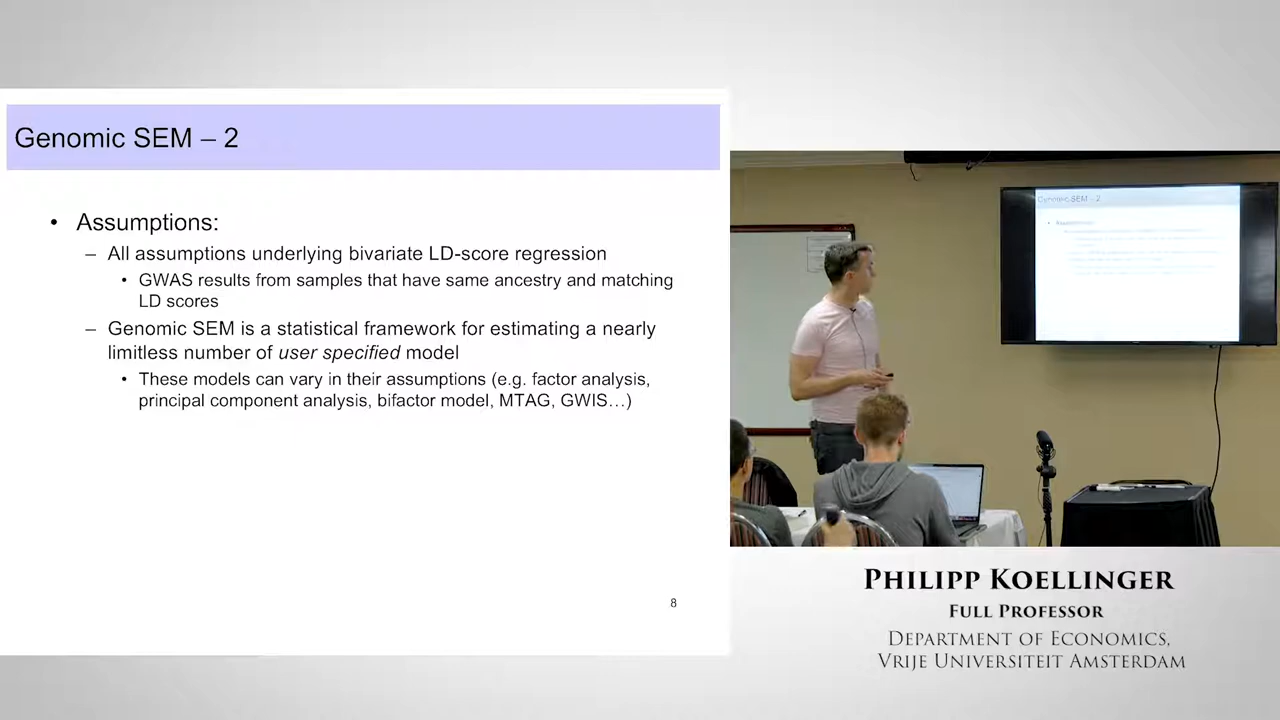 Genomic SEM – 2
• Assumptions:
– All assumptions underlying bivariate LD-score regression
• GWAS results from samples that have same ancestry and matching
LD scores
– Genomic SEM is a statistical framework for estimating a nearly
limitless number of user specified model
• These models can vary in their assumptions (e.g. factor analysis,
principal component analysis, bifactor model, MTAG, GWIS…)
8
Genomic SEM – 2
PHILIPP KOELLINGER
FULL PROFESSOR
DEPARTMENT OF ECONOMICS,
VRIJE UNIVERSITEIT AMSTERDAM